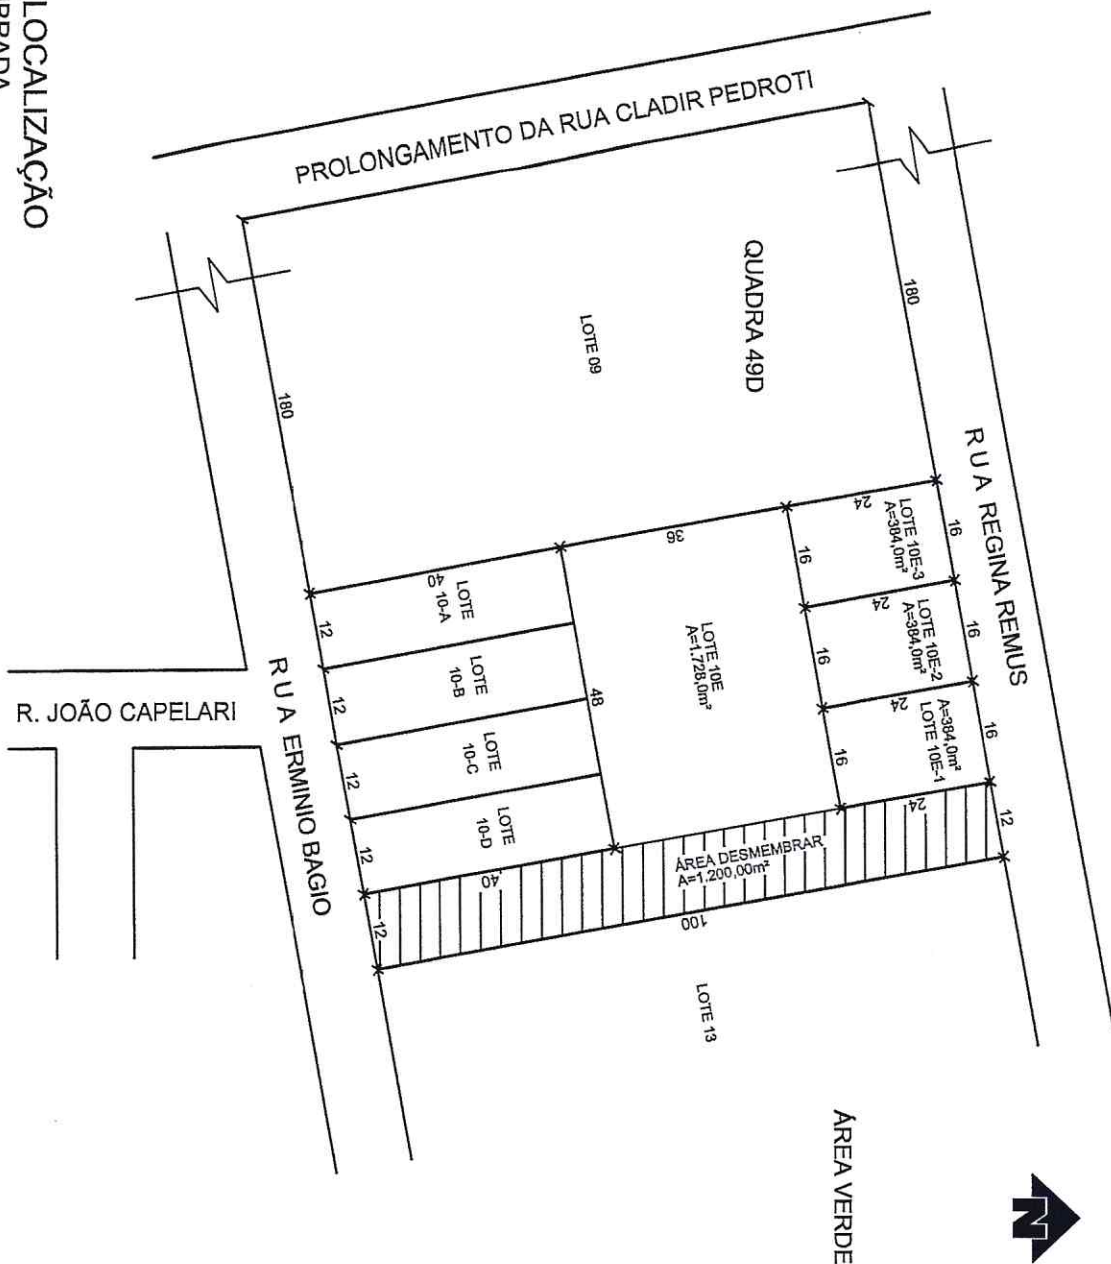 LOCALIZAÇÃO
PROLONGAMENTO DA RUA CLADIR PEDROTI
QUADRA 49D
LOTE 09
180
180
RUA REGINA REMUS
24
LOTE 10E-3
A=384,0m²
16
16
24
LOTE 10E-2
A=384,0m²
16
16
24
A=384,0m²
LOTE 10E-1
16
16
24
12
36
LOTE 10E
A=1.728,0m²
48
40
LOTE
10-A
12
LOTE
10-B
12
LOTE
10-C
12
LOTE
10-D
12
40
12
ÁREA DESMEMBRAR
A=1.200,00m²
100
LOTE 13
RUA ERMINIO BAGIO
R. JOÃO CAPELARI
ÁREA VERDE
N